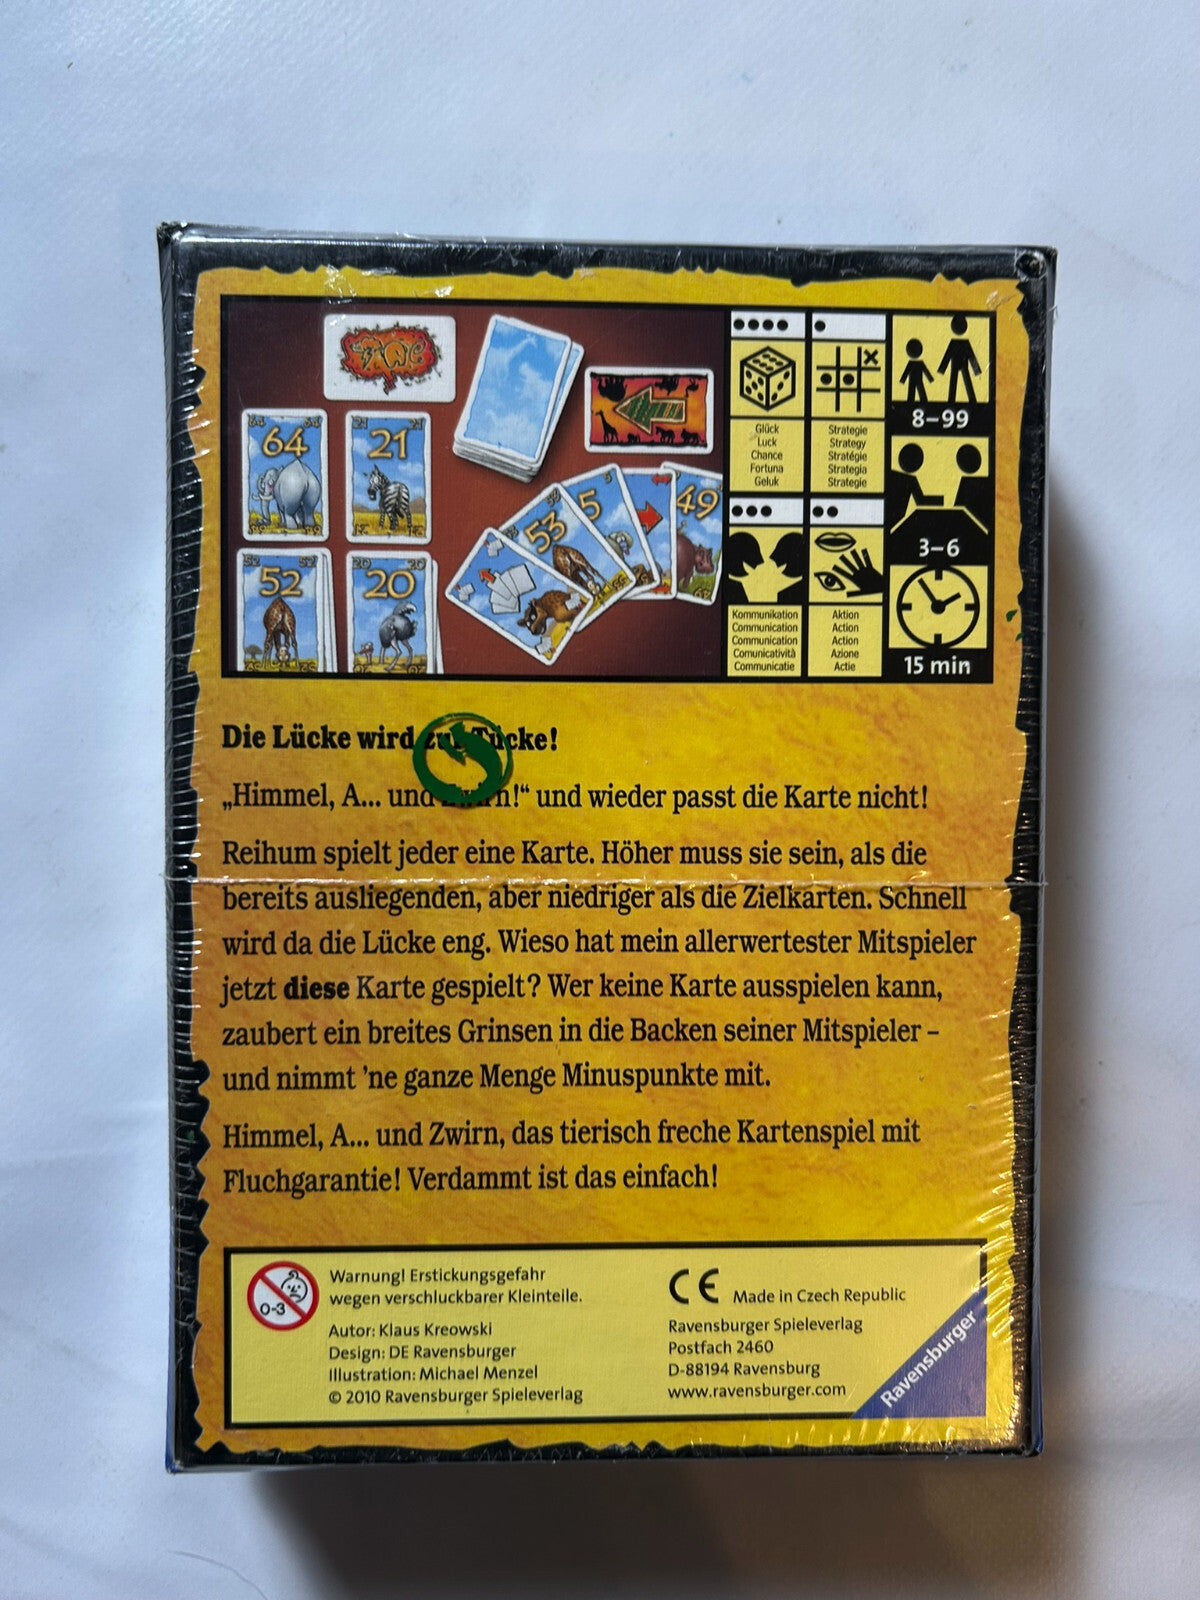 64
21
52
20
53
5
49
Glück
Luck
Chance
Fortuna
Geluk
Strategie
Strategy
Stratégie
Strategia
Strategie
8–99
Kommunikation
Communication
Communication
Comunicatività
Communicatie
Aktion
Action
Action
Azione
Actie
3–6
15 min
Die Lücke wird zur Tücke!
„Himmel, A... und Zwirn!“ und wieder passt die Karte nicht!
Reihum spielt jeder eine Karte. Höher muss sie sein, als die
bereits ausliegenden, aber niedriger als die Zielkarten. Schnell
wird da die Lücke eng. Wieso hat mein allerwertester Mitspieler
jetzt diese Karte gespielt? Wer keine Karte ausspielen kann,
zaubert ein breites Grinsen in die Backen seiner Mitspieler –
und nimmt ’ne ganze Menge Minuspunkte mit.
Himmel, A... und Zwirn, das tierisch freche Kartenspiel mit
Fluchgarantie! Verdammt ist das einfach!
0-3
Warnung! Erstickungsgefahr
wegen verschluckbarer Kleinteile.
Autor: Klaus Kreowski
Design: DE Ravensburger
Illustration: Michael Menzel
© 2010 Ravensburger Spieleverlag
CE Made in Czech Republic
Ravensburger Spieleverlag
Postfach 2460
D-88194 Ravensburg
www.ravensburger.com
Ravensburger